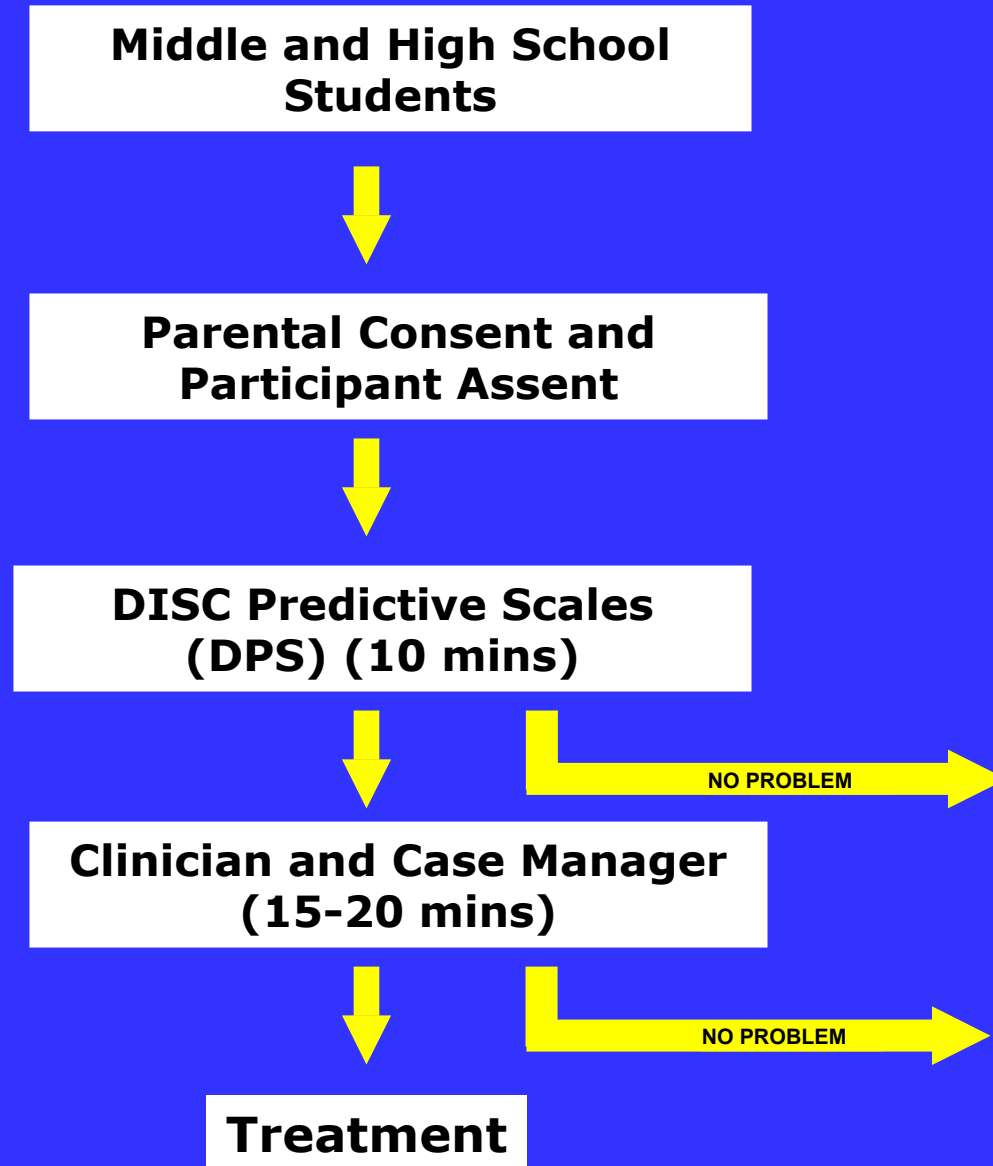 Middle and High School
Students
Parental Consent and
Participant Assent
DISC Predictive Scales
(DPS) (10 mins)
NO PROBLEM
Clinician and Case Manager
(15-20 mins)
NO PROBLEM
Treatment